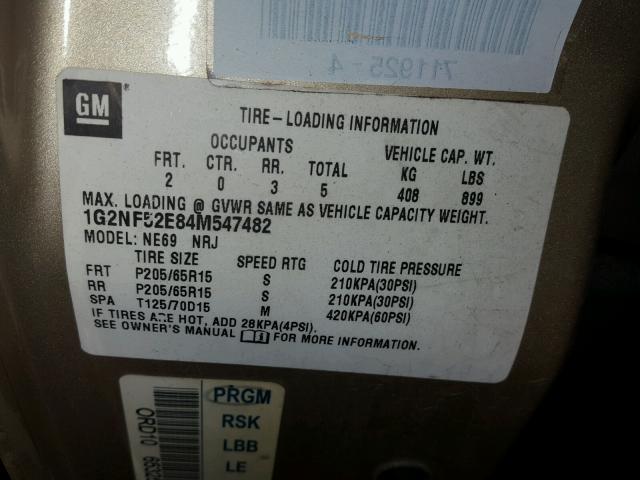 711925-4
GM
TIRE-LOADING INFORMATION
OCCUPANTS VEHICLE CAP. WT.
FRT. CTR. RR. TOTAL KG LBS
2 0 3 5 408 899
MAX. LOADING @ GVWR SAME AS VEHICLE CAPACITY WEIGHT.
1G2NF52E84M547482
MODEL: NE69 NRJ
TIRE SIZE SPEED RTG COLD TIRE PRESSURE
FRT P205/65R15 S 210KPA(30PSI)
RR P205/65R15 S 210KPA(30PSI)
SPA T125/70D15 M 420KPA(60PSI)
IF TIRES ARE HOT, ADD 28KPA(4PSI).
SEE OWNER'S MANUAL FOR MORE INFORMATION.
PRGM
RSK
LBB
LE
ORD10